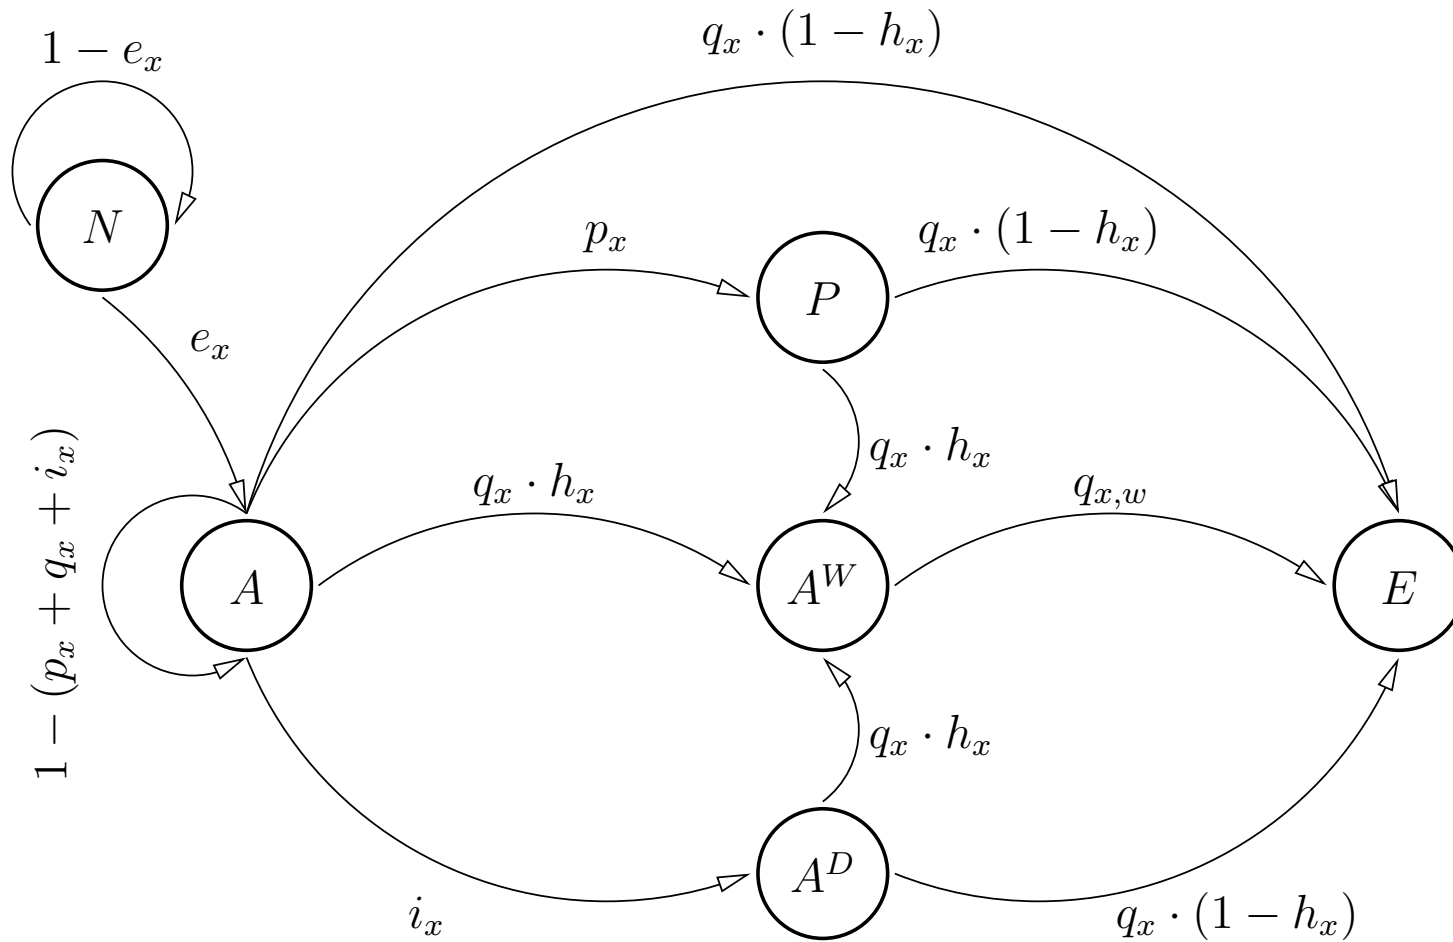 q_x · (1 − h_x)
1 − e_x
N
p_x
q_x · (1 − h_x)
P
e_x
q_x · h_x
q_x · h_x
q_{x,w}
1 − (p_x + q_x + i_x)
A
A^W
E
q_x · h_x
A^D
i_x
q_x · (1 − h_x)